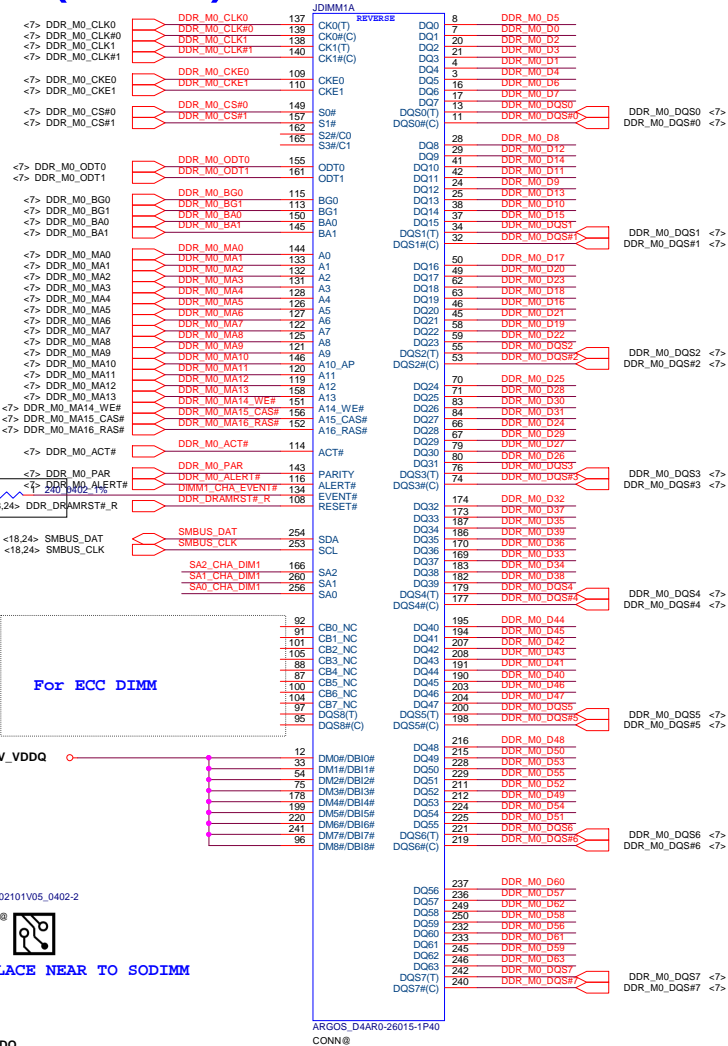 JDIMM1A
REVERSE
<7> DDR_M0_CLK0 DDR_M0_CLK0 137 CK0(T) DQ0 8 DDR_M0_D5
<7> DDR_M0_CLK#0 DDR_M0_CLK#0 139 CK0#(C) DQ1 7 DDR_M0_D0
<7> DDR_M0_CLK1 DDR_M0_CLK1 138 CK1(T) DQ2 20 DDR_M0_D2
<7> DDR_M0_CLK#1 DDR_M0_CLK#1 140 CK1#(C) DQ3 21 DDR_M0_D3
DQ4 4 DDR_M0_D1
<7> DDR_M0_CKE0 DDR_M0_CKE0 109 CKE0 DQ5 3 DDR_M0_D4
<7> DDR_M0_CKE1 DDR_M0_CKE1 110 CKE1 DQ6 16 DDR_M0_D6
DQ7 17 DDR_M0_D7
<7> DDR_M0_CS#0 DDR_M0_CS#0 149 S0# DQS0(T) 13 DDR_M0_DQS0 DDR_M0_DQS0 <7>
<7> DDR_M0_CS#1 DDR_M0_CS#1 157 S1# DQS0#(C) 11 DDR_M0_DQS#0 DDR_M0_DQS#0 <7>
162 S2#/C0
165 S3#/C1 DQ8 28 DDR_M0_D8
DQ9 29 DDR_M0_D12
<7> DDR_M0_ODT0 DDR_M0_ODT0 155 ODT0 DQ10 41 DDR_M0_D14
<7> DDR_M0_ODT1 DDR_M0_ODT1 161 ODT1 DQ11 42 DDR_M0_D11
DQ12 24 DDR_M0_D9
<7> DDR_M0_BG0 DDR_M0_BG0 115 BG0 DQ13 25 DDR_M0_D13
<7> DDR_M0_BG1 DDR_M0_BG1 113 BG1 DQ14 38 DDR_M0_D10
<7> DDR_M0_BA0 DDR_M0_BA0 150 BA0 DQ15 37 DDR_M0_D15
<7> DDR_M0_BA1 DDR_M0_BA1 145 BA1 DQS1(T) 34 DDR_M0_DQS1 DDR_M0_DQS1 <7>
DQS1#(C) 32 DDR_M0_DQS#1 DDR_M0_DQS#1 <7>
<7> DDR_M0_MA0 DDR_M0_MA0 144 A0
<7> DDR_M0_MA1 DDR_M0_MA1 133 A1 DQ16 50 DDR_M0_D17
<7> DDR_M0_MA2 DDR_M0_MA2 132 A2 DQ17 49 DDR_M0_D20
<7> DDR_M0_MA3 DDR_M0_MA3 131 A3 DQ18 62 DDR_M0_D23
<7> DDR_M0_MA4 DDR_M0_MA4 128 A4 DQ19 63 DDR_M0_D18
<7> DDR_M0_MA5 DDR_M0_MA5 126 A5 DQ20 46 DDR_M0_D16
<7> DDR_M0_MA6 DDR_M0_MA6 127 A6 DQ21 45 DDR_M0_D21
<7> DDR_M0_MA7 DDR_M0_MA7 122 A7 DQ22 58 DDR_M0_D19
<7> DDR_M0_MA8 DDR_M0_MA8 125 A8 DQ23 59 DDR_M0_D22
<7> DDR_M0_MA9 DDR_M0_MA9 121 A9 DQS2(T) 55 DDR_M0_DQS2 DDR_M0_DQS2 <7>
<7> DDR_M0_MA10 DDR_M0_MA10 146 A10_AP DQS2#(C) 53 DDR_M0_DQS#2 DDR_M0_DQS#2 <7>
<7> DDR_M0_MA11 DDR_M0_MA11 120 A11
<7> DDR_M0_MA12 DDR_M0_MA12 119 A12 DQ24 70 DDR_M0_D25
<7> DDR_M0_MA13 DDR_M0_MA13 158 A13 DQ25 71 DDR_M0_D28
<7> DDR_M0_MA14_WE# DDR_M0_MA14_WE# 151 A14_WE# DQ26 83 DDR_M0_D30
<7> DDR_M0_MA15_CAS# DDR_M0_MA15_CAS# 156 A15_CAS# DQ27 84 DDR_M0_D31
<7> DDR_M0_MA16_RAS# DDR_M0_MA16_RAS# 152 A16_RAS# DQ28 66 DDR_M0_D24
DQ29 67 DDR_M0_D29
<7> DDR_M0_ACT# DDR_M0_ACT# 114 ACT# DQ30 79 DDR_M0_D27
DQ31 80 DDR_M0_D26
<7> DDR_M0_PAR DDR_M0_PAR 143 PARITY DQS3(T) 76 DDR_M0_DQS3 DDR_M0_DQS3 <7>
<7> DDR_M0_ALERT# DDR_M0_ALERT# 116 ALERT# DQS3#(C) 74 DDR_M0_DQS#3 DDR_M0_DQS#3 <7>
1 240_0402_1% DIMM1_CHA_EVENT# 134 EVENT#
,24> DDR_DRAMRST#_R DDR_DRAMRST#_R 108 RESET# DQ32 174 DDR_M0_D32
DQ33 173 DDR_M0_D37
DQ34 187 DDR_M0_D35
<18,24> SMBUS_DAT SMBUS_DAT 254 SDA DQ35 186 DDR_M0_D39
<18,24> SMBUS_CLK SMBUS_CLK 253 SCL DQ36 170 DDR_M0_D36
DQ37 169 DDR_M0_D33
SA2_CHA_DIM1 166 SA2 DQ38 183 DDR_M0_D34
SA1_CHA_DIM1 260 SA1 DQ39 182 DDR_M0_D38
SA0_CHA_DIM1 256 SA0 DQS4(T) 179 DDR_M0_DQS4 DDR_M0_DQS4 <7>
DQS4#(C) 177 DDR_M0_DQS#4 DDR_M0_DQS#4 <7>
92 CB0_NC DQ40 195 DDR_M0_D44
91 CB1_NC DQ41 194 DDR_M0_D45
101 CB2_NC DQ42 207 DDR_M0_D42
105 CB3_NC DQ43 208 DDR_M0_D43
88 CB4_NC DQ44 191 DDR_M0_D41
87 CB5_NC DQ45 190 DDR_M0_D40
For ECC DIMM
100 CB6_NC DQ46 203 DDR_M0_D46
104 CB7_NC DQ47 204 DDR_M0_D47
97 DQS8(T) DQS5(T) 200 DDR_M0_DQS5 DDR_M0_DQS5 <7>
95 DQS8#(C) DQS5#(C) 198 DDR_M0_DQS#5 DDR_M0_DQS#5 <7>
V_VDDQ
12 DM0#/DBI0# DQ48 216 DDR_M0_D48
33 DM1#/DBI1# DQ49 215 DDR_M0_D50
54 DM2#/DBI2# DQ50 228 DDR_M0_D53
75 DM3#/DBI3# DQ51 229 DDR_M0_D55
178 DM4#/DBI4# DQ52 211 DDR_M0_D52
199 DM5#/DBI5# DQ53 212 DDR_M0_D49
220 DM6#/DBI6# DQ54 224 DDR_M0_D54
241 DM7#/DBI7# DQ55 225 DDR_M0_D51
96 DM8#/DBI8# DQS6(T) 221 DDR_M0_DQS6 DDR_M0_DQS6 <7>
DQS6#(C) 219 DDR_M0_DQS#6 DDR_M0_DQS#6 <7>
DQ56 237 DDR_M0_D60
DQ57 236 DDR_M0_D57
02101V05_0402-2
DQ58 249 DDR_M0_D62
DQ59 250 DDR_M0_D58
@
DQ60 232 DDR_M0_D56
DQ61 233 DDR_M0_D61
DQ62 245 DDR_M0_D59
DQ63 246 DDR_M0_D63
LACE NEAR TO SODIMM
DQS7(T) 242 DDR_M0_DQS7 DDR_M0_DQS7 <7>
DQS7#(C) 240 DDR_M0_DQS#7 DDR_M0_DQS#7 <7>
ARGOS_D4AR0-26015-1P40
CONN@